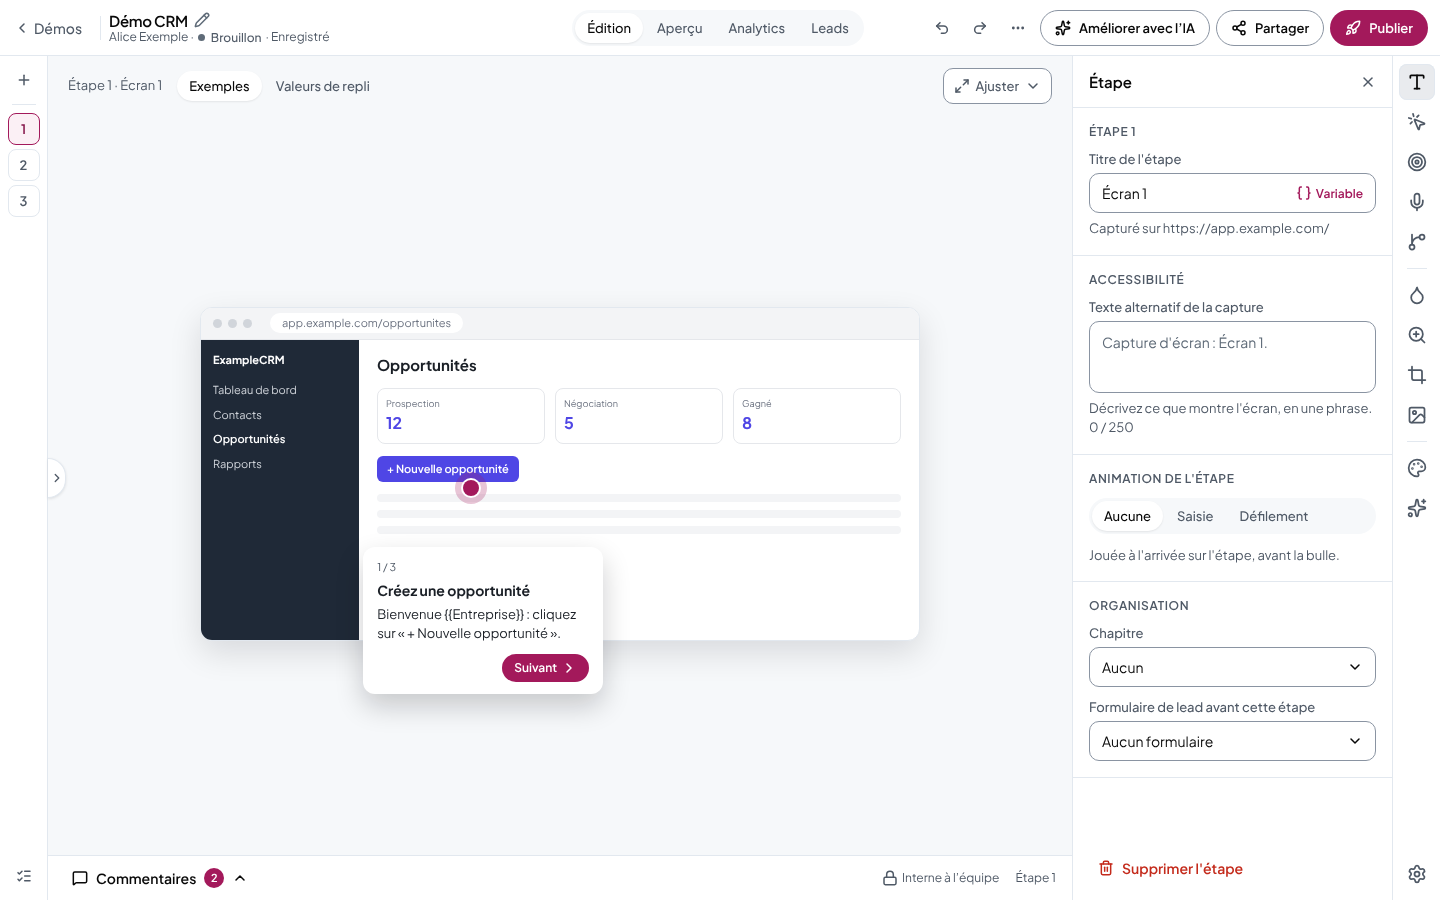 Démos
Démo CRM
Alice Exemple · Brouillon · Enregistré
Édition
Aperçu
Analytics
Leads
Améliorer avec l'IA
Partager
Publier
1
2
3
Étape 1 · Écran 1
Exemples
Valeurs de repli
Ajuster
app.example.com/opportunites
ExampleCRM
Tableau de bord
Contacts
Opportunités
Rapports
Opportunités
Prospection
12
Négociation
5
Gagné
8
+ Nouvelle opportunité
1 / 3
Créez une opportunité
Bienvenue {{Entreprise}} : cliquez
sur « + Nouvelle opportunité ».
Suivant
Commentaires 2
Interne à l'équipe
Étape 1
Étape
ÉTAPE 1
Titre de l'étape
Écran 1
{ } Variable
Capturé sur https://app.example.com/
ACCESSIBILITÉ
Texte alternatif de la capture
Capture d'écran : Écran 1.
Décrivez ce que montre l'écran, en une phrase.
0 / 250
ANIMATION DE L'ÉTAPE
Aucune
Saisie
Défilement
Jouée à l'arrivée sur l'étape, avant la bulle.
ORGANISATION
Chapitre
Aucun
Formulaire de lead avant cette étape
Aucun formulaire
Supprimer l'étape